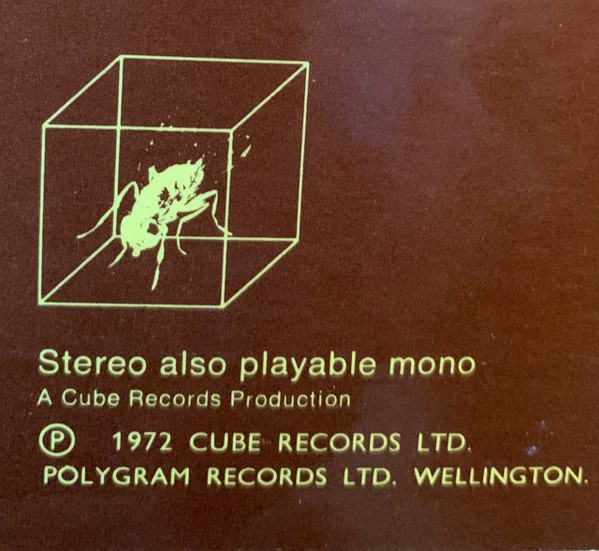 Stereo also playable mono
A Cube Records Production
Ⓟ 1972 CUBE RECORDS LTD.
POLYGRAM RECORDS LTD. WELLINGTON.